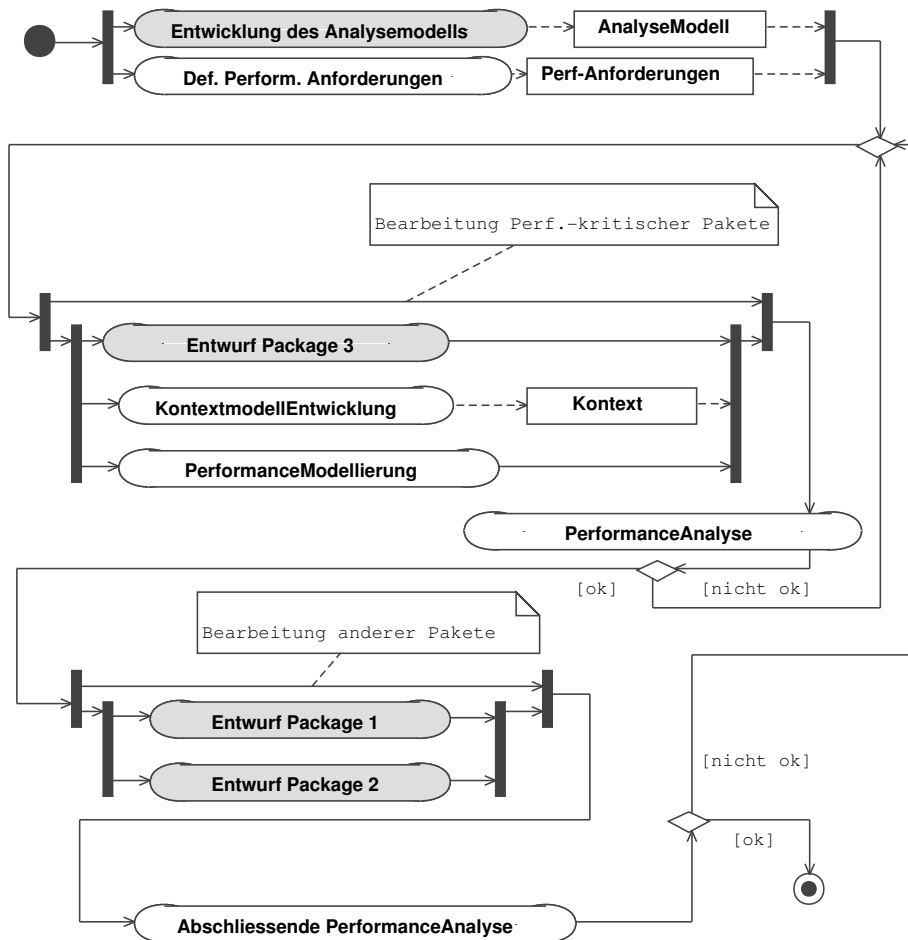 Entwicklung des Analysemodells
AnalyseModell
Def. Perform. Anforderungen
Perf-Anforderungen
Bearbeitung Perf.-kritischer Pakete
Entwurf Package 3
KontextmodellEntwicklung
Kontext
PerformanceModellierung
PerformanceAnalyse
[ok]
[nicht ok]
Bearbeitung anderer Pakete
Entwurf Package 1
Entwurf Package 2
[nicht ok]
[ok]
Abschliessende PerformanceAnalyse